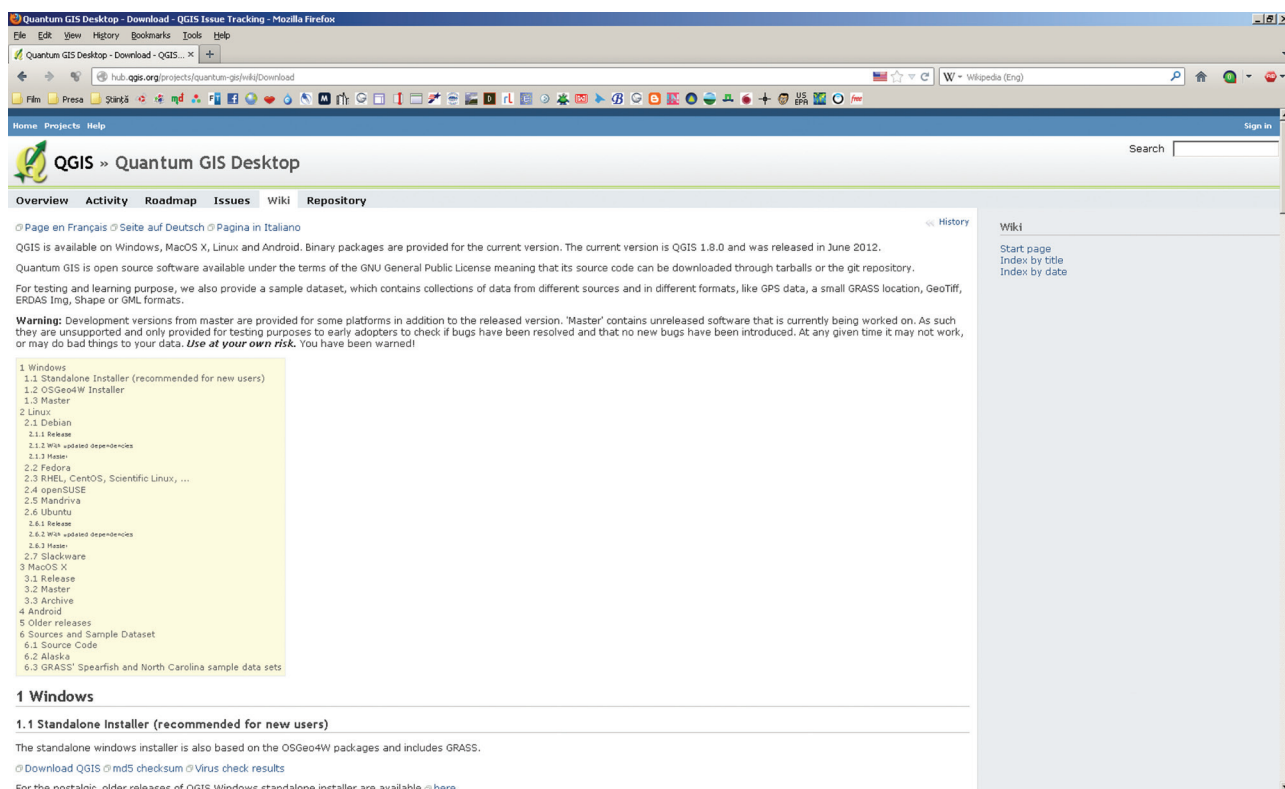 Quantum GIS Desktop - Download - QGIS Issue Tracking - Mozilla Firefox
File Edit View History Bookmarks Tools Help
Quantum GIS Desktop - Download - QGIS... × +
hub.qgis.org/projects/quantum-gis/wiki/Download W Wikipedia (Eng)
Film Presa Știință
Home Projects Help Sign in
QGIS » Quantum GIS Desktop Search
Overview Activity Roadmap Issues Wiki Repository
Page en Français Seite auf Deutsch Pagina in Italiano « History
QGIS is available on Windows, MacOS X, Linux and Android. Binary packages are provided for the current version. The current version is QGIS 1.8.0 and was released in June 2012.
Quantum GIS is open source software available under the terms of the GNU General Public License meaning that its source code can be downloaded through tarballs or the git repository.
For testing and learning purpose, we also provide a sample dataset, which contains collections of data from different sources and in different formats, like GPS data, a small GRASS location, GeoTiff,
ERDAS Img, Shape or GML formats.
Warning: Development versions from master are provided for some platforms in addition to the released version. 'Master' contains unreleased software that is currently being worked on. As such
they are unsupported and only provided for testing purposes to early adopters to check if bugs have been resolved and that no new bugs have been introduced. At any given time it may not work,
or may do bad things to your data. Use at your own risk. You have been warned!
Wiki
Start page
Index by title
Index by date
1 Windows
1.1 Standalone Installer (recommended for new users)
1.2 OSGeo4W Installer
1.3 Master
2 Linux
2.1 Debian
2.1.1 Release
2.1.2 With updated dependencies
2.1.3 Master
2.2 Fedora
2.3 RHEL, CentOS, Scientific Linux, ...
2.4 openSUSE
2.5 Mandriva
2.6 Ubuntu
2.6.1 Release
2.6.2 With updated dependencies
2.6.3 Master
2.7 Slackware
3 MacOS X
3.1 Release
3.2 Master
3.3 Archive
4 Android
5 Older releases
6 Sources and Sample Dataset
6.1 Source Code
6.2 Alaska
6.3 GRASS' Spearfish and North Carolina sample data sets
1 Windows
1.1 Standalone Installer (recommended for new users)
The standalone windows installer is also based on the OSGeo4W packages and includes GRASS.
Download QGIS md5 checksum Virus check results
For the nostalgic, older releases of QGIS Windows standalone installer are available here